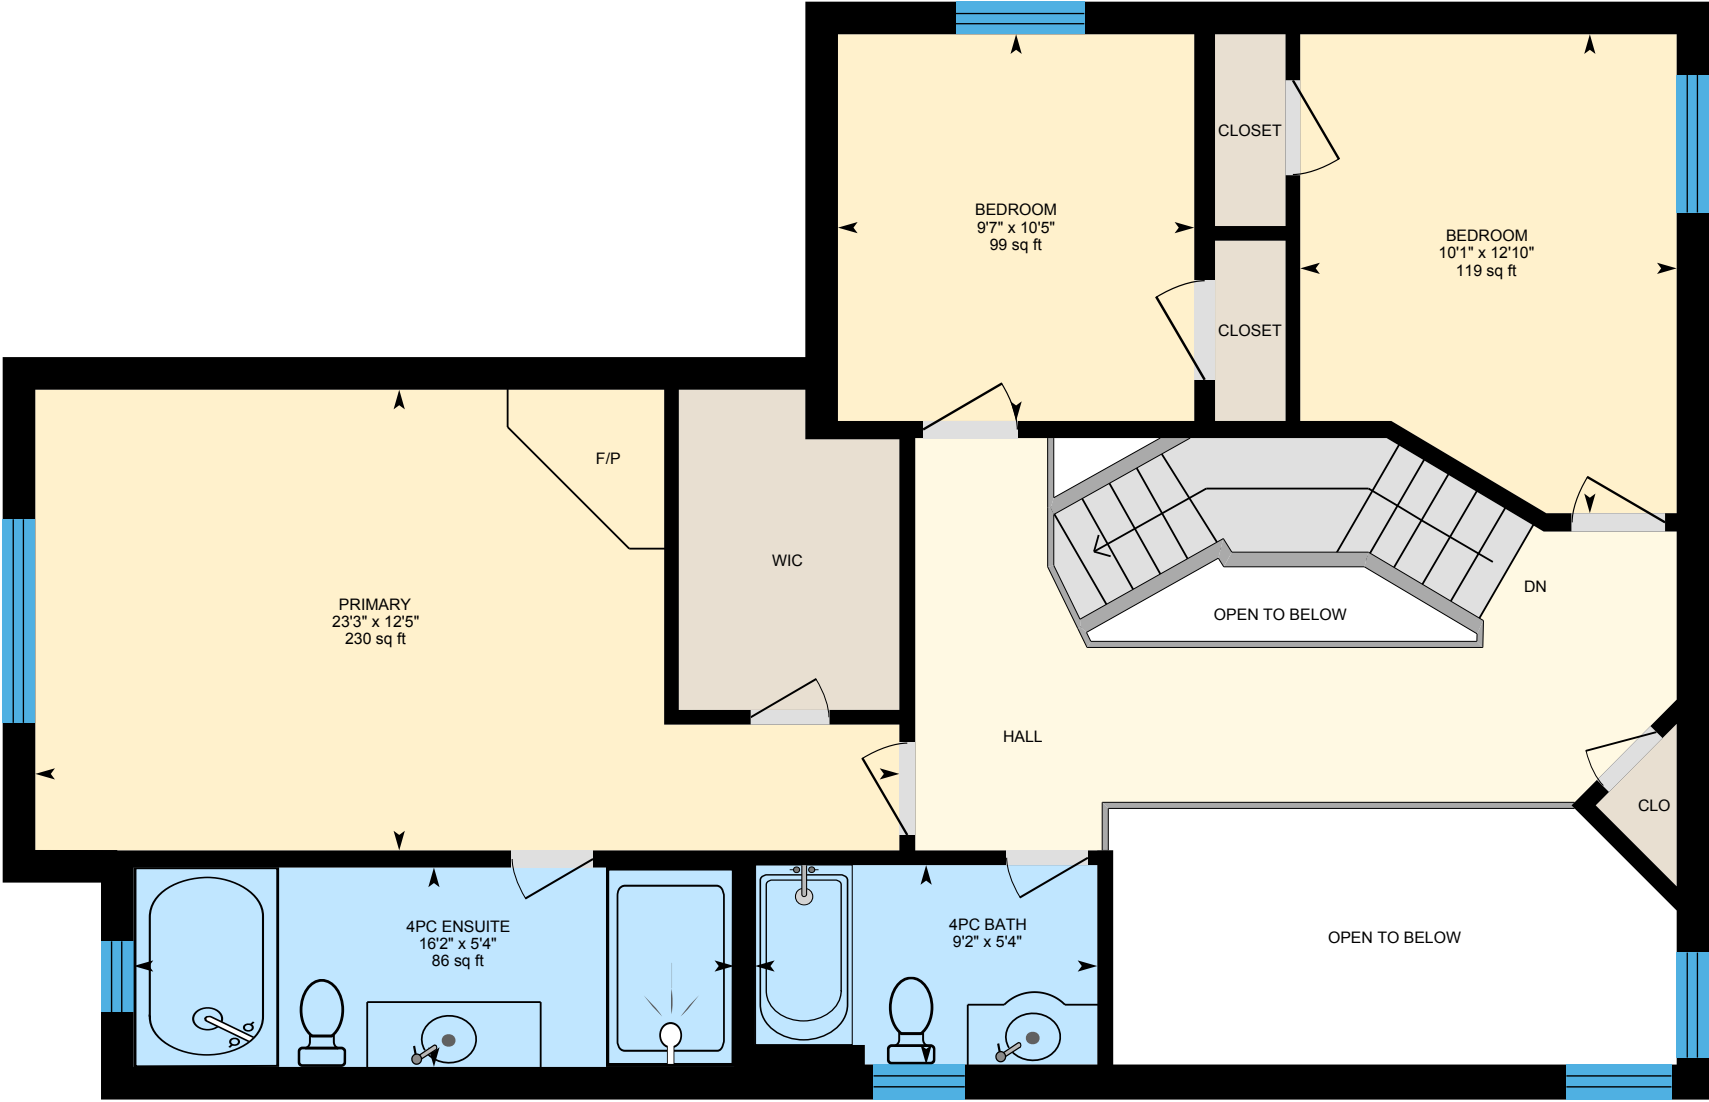 CLOSET
BEDROOM
9'7" x 10'5"
99 sq ft
BEDROOM
10'1" x 12'10"
119 sq ft
CLOSET
F/P
WIC
PRIMARY
23'3" x 12'5"
230 sq ft
DN
OPEN TO BELOW
HALL
CLO
4PC ENSUITE
16'2" x 5'4"
86 sq ft
4PC BATH
9'2" x 5'4"
OPEN TO BELOW